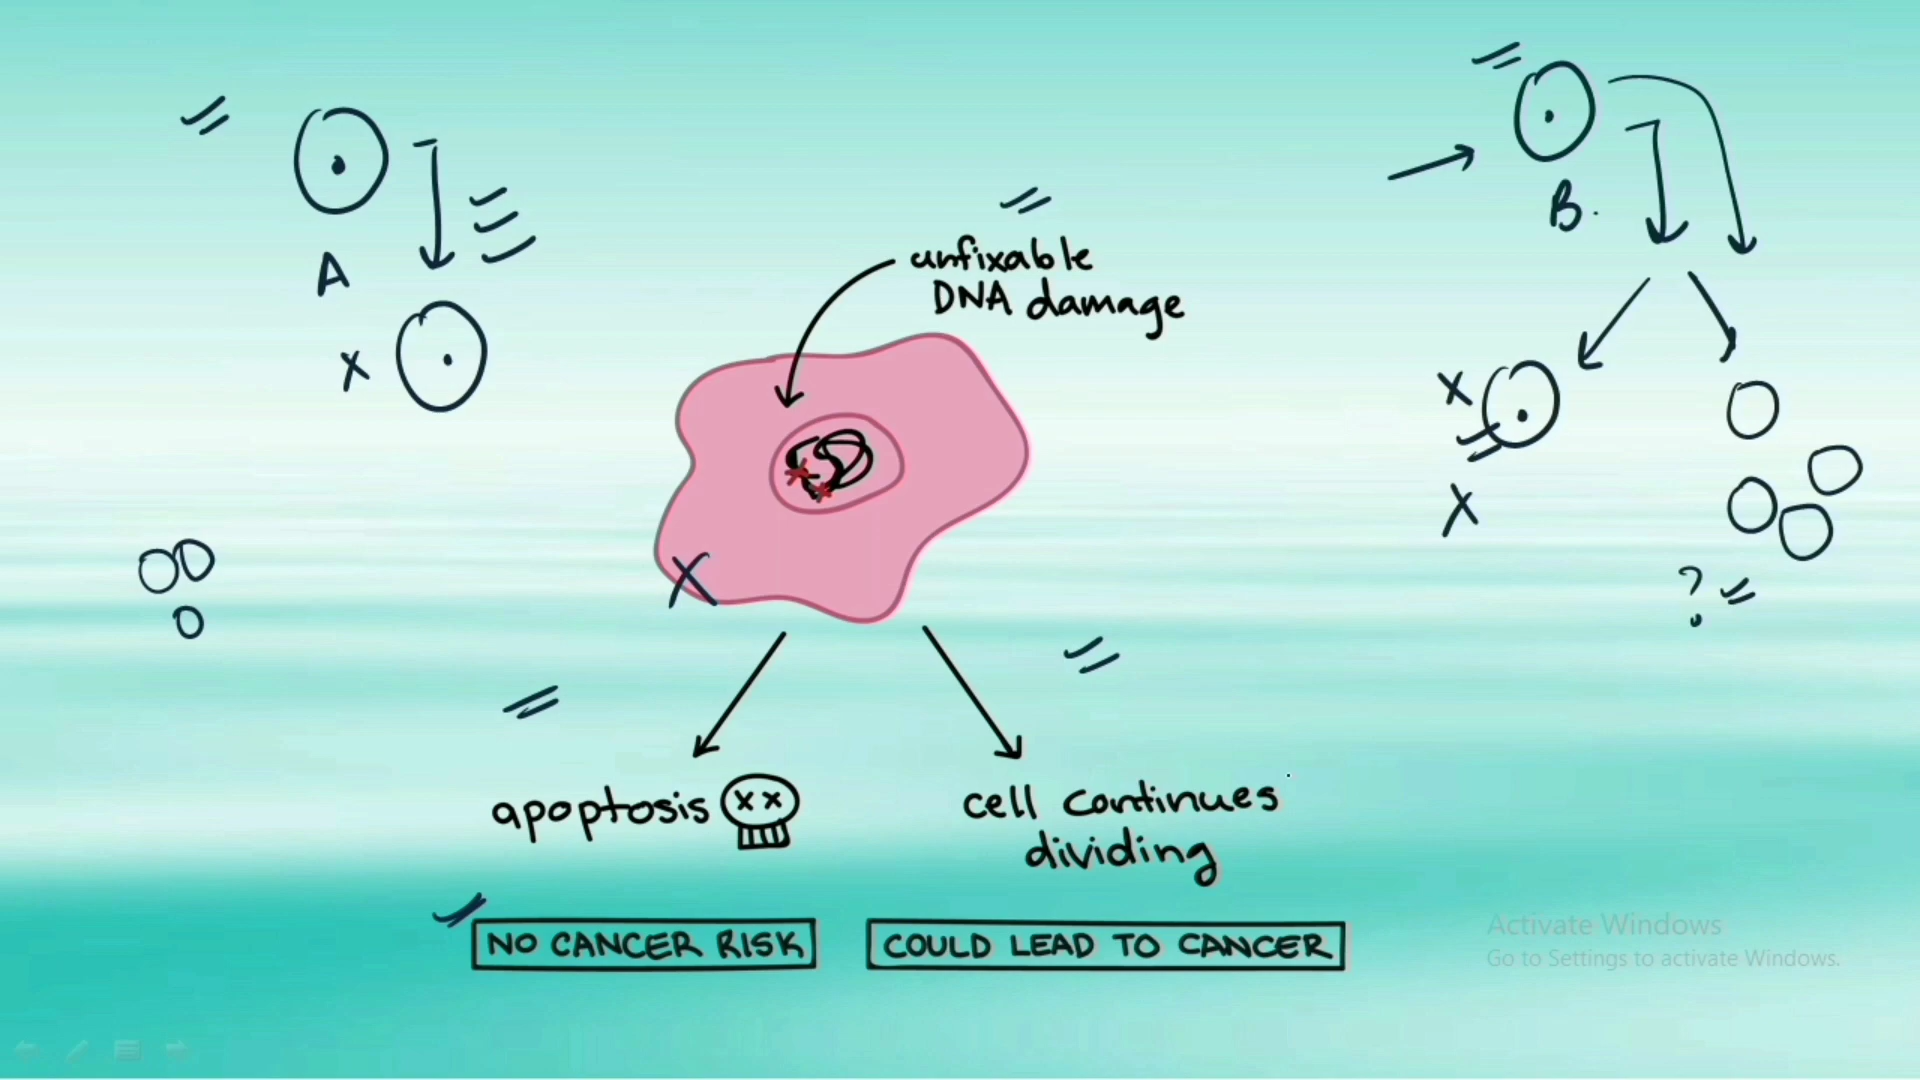 A
X
B.
unfixable
DNA damage
X
X
?
X
apoptosis
cell continues
dividing
NO CANCER RISK
COULD LEAD TO CANCER
Activate Windows
Go to Settings to activate Windows.